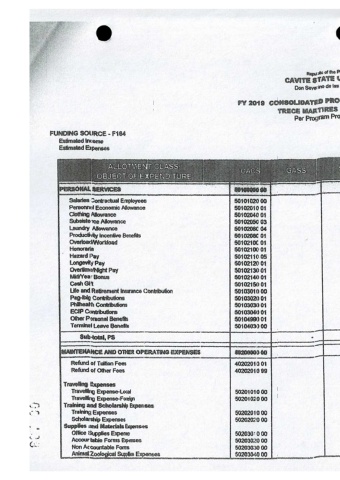 Republic of the P
CAVITE STATE U
Don Severino de las
FY 2019 CONSOLIDATED PRO
TRECE MARTIRES
Per Program Pro
FUNDING SOURCE - F164
Estimated Income
Estimated Expenses
ALLOTMENT CLASS
OBJECT OF EXPENDITURE UACS OASS
PERSONAL SERVICES 50100000 00
Salaries Contractual Employees 50101020 00
Personnel Economic Allowance 50102010 01
Clothing Allowance 50102040 01
Subsistence Allowance 50102050 03
Laundry Allowance 50102060 04
Productivity Incentive Benefits 50102080 01
Overload/Workload 50102100 01
Honoraria 50102100 01
Hazard Pay 50102110 05
Longevity Pay 50102120 01
Overtime/Night Pay 50102130 01
Mid/Year Bonus 50102140 01
Cash Gift 50102150 01
Life and Retirement Insurance Contribution 50103010 00
Pag-ibig Contributions 50103020 01
Philhealth Contributions 50103030 01
ECIP Contributions 50103040 01
Other Personal Benefits 50104990 01
Terminal Leave Benefits 50104030 00
Sub-total, PS
MAINTENANCE AND OTHER OPERATING EXPENSES 50200000 00
Refund of Tuition Fees 40202010 01
Refund of Other Fees 40202010 99
Travelling Expenses
Travelling Expense-Local 50201010 00
Travelling Expense-Foreign 50201020 00
Training and Scholarship Expenses
Training Expenses 50202010 00
Scholarship Expenses 50202020 00
Supplies and Materials Expenses
Office Supplies Expense 50203010 00
Accountable Forms Expenses 50203020 00
Non Accountable Forms 50203030 00
Animal/Zoological Supplies Expenses 50203040 00